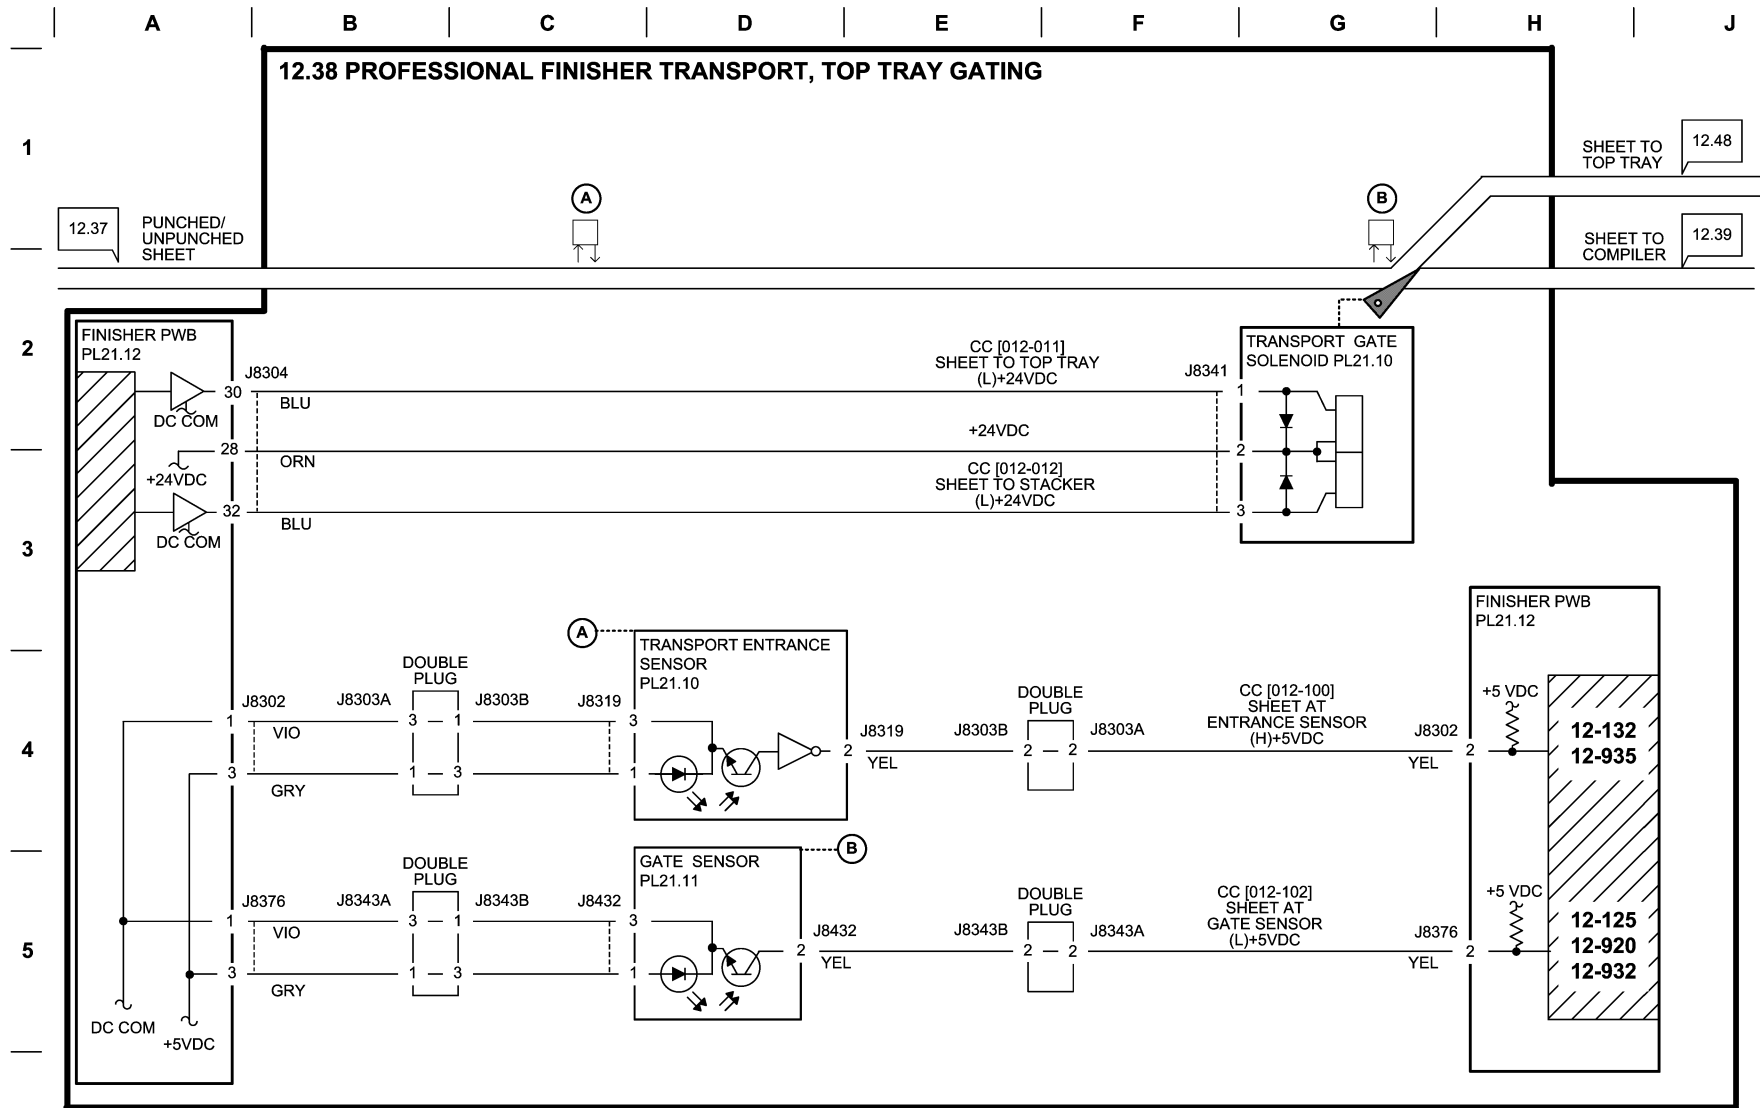 A B C D E F G H J
12.38 PROFESSIONAL FINISHER TRANSPORT, TOP TRAY GATING
1
SHEET TO
TOP TRAY
12.48
A
B
12.37
PUNCHED/
UNPUNCHED
SHEET
SHEET TO
COMPILER
12.39
2
FINISHER PWB
PL21.12
J8304
30
BLU
DC COM
28
ORN
+24VDC
32
BLU
DC COM
CC [012-011]
SHEET TO TOP TRAY
(L)+24VDC
+24VDC
CC [012-012]
SHEET TO STACKER
(L)+24VDC
J8341
1
2
3
TRANSPORT GATE
SOLENOID PL21.10
3
FINISHER PWB
PL21.12
A
TRANSPORT ENTRANCE
SENSOR
PL21.10
4
J8302
1
VIO
3
GRY
J8303A
DOUBLE
PLUG
3 1
1 3
J8303B
J8319
3
1
2
J8319
YEL
J8303B
DOUBLE
PLUG
2 2
J8303A
CC [012-100]
SHEET AT
ENTRANCE SENSOR
(H)+5VDC
J8302
YEL
2
+5 VDC
12-132
12-935
B
GATE SENSOR
PL21.11
5
J8376
1
VIO
3
GRY
J8343A
DOUBLE
PLUG
3 1
1 3
J8343B
J8432
3
1
2
J8432
YEL
J8343B
DOUBLE
PLUG
2 2
J8343A
CC [012-102]
SHEET AT
GATE SENSOR
(L)+5VDC
J8376
YEL
2
+5 VDC
12-125
12-920
12-932
DC COM
+5VDC